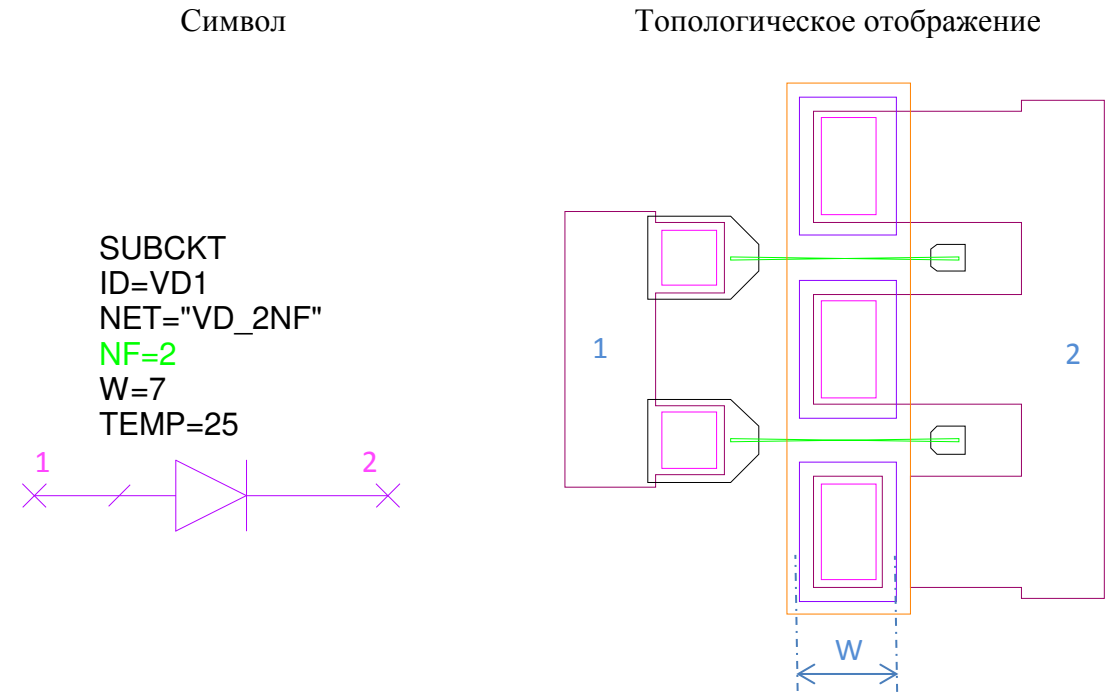 Символ
Топологическое отображение
SUBCKT
ID=VD1
NET="VD_2NF"
NF=2
W=7
TEMP=25
1
2
1
2
W